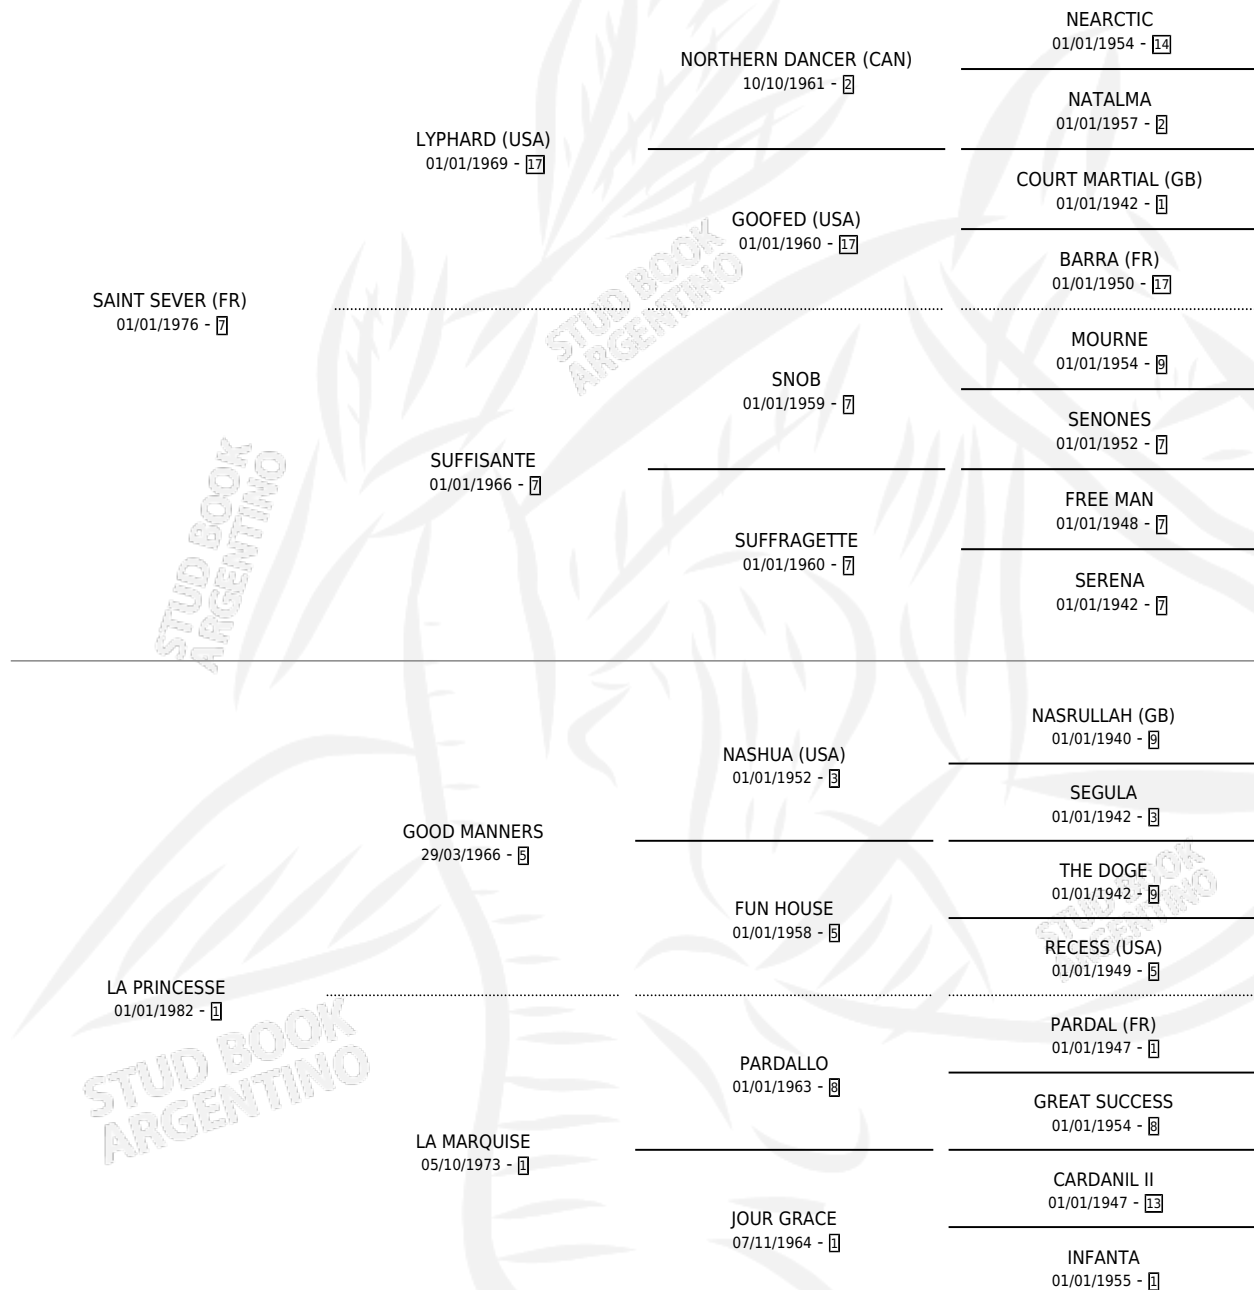 NEARCTIC
01/01/1954 - 14
NORTHERN DANCER (CAN)
10/10/1961 - 2
NATALMA
01/01/1957 - 2
LYPHARD (USA)
01/01/1969 - 17
COURT MARTIAL (GB)
01/01/1942 - 1
GOOFED (USA)
01/01/1960 - 17
BARRA (FR)
01/01/1950 - 17
SAINT SEVER (FR)
01/01/1976 - 7
MOURNE
01/01/1954 - 9
SNOB
01/01/1959 - 7
SENONES
01/01/1952 - 7
SUFFISANTE
01/01/1966 - 7
FREE MAN
01/01/1948 - 7
SUFFRAGETTE
01/01/1960 - 7
SERENA
01/01/1942 - 7
NASRULLAH (GB)
01/01/1940 - 9
NASHUA (USA)
01/01/1952 - 3
SEGULA
01/01/1942 - 3
GOOD MANNERS
29/03/1966 - 5
THE DOGE
01/01/1942 - 9
FUN HOUSE
01/01/1958 - 5
RECESS (USA)
01/01/1949 - 5
LA PRINCESSE
01/01/1982 - 1
PARDAL (FR)
01/01/1947 - 1
PARDALLO
01/01/1963 - 8
GREAT SUCCESS
01/01/1954 - 8
LA MARQUISE
05/10/1973 - 1
CARDANIL II
01/01/1947 - 13
JOUR GRACE
07/11/1964 - 1
INFANTA
01/01/1955 - 1
STUD BOOK
ARGENTINO
STUD BOOK
ARGENTINO
STUD BOOK
ARGENTINO
STUD BOOK
ARGENTINO